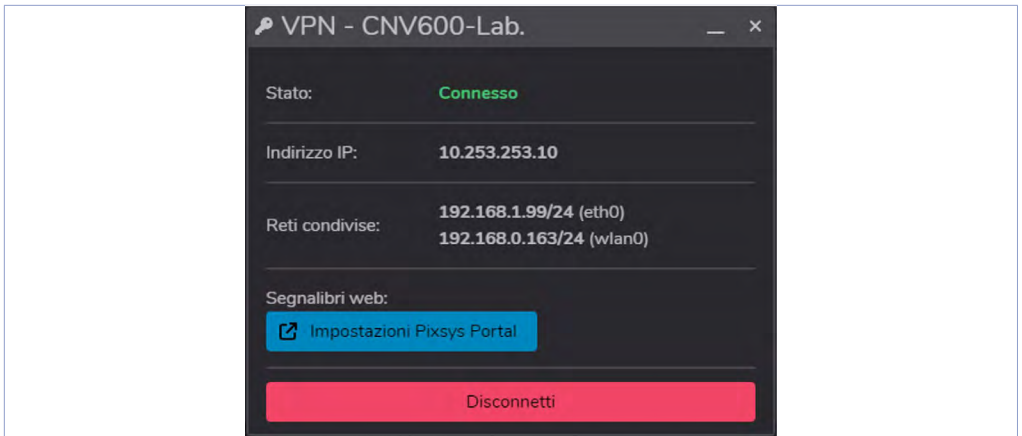 VPN - CNV600-Lab.
Stato: Connesso
Indirizzo IP: 10.253.253.10
Reti condivise: 192.168.1.99/24 (eth0)
192.168.0.163/24 (wlan0)
Segnalibri web:
Impostazioni Pixsys Portal
Disconnetti